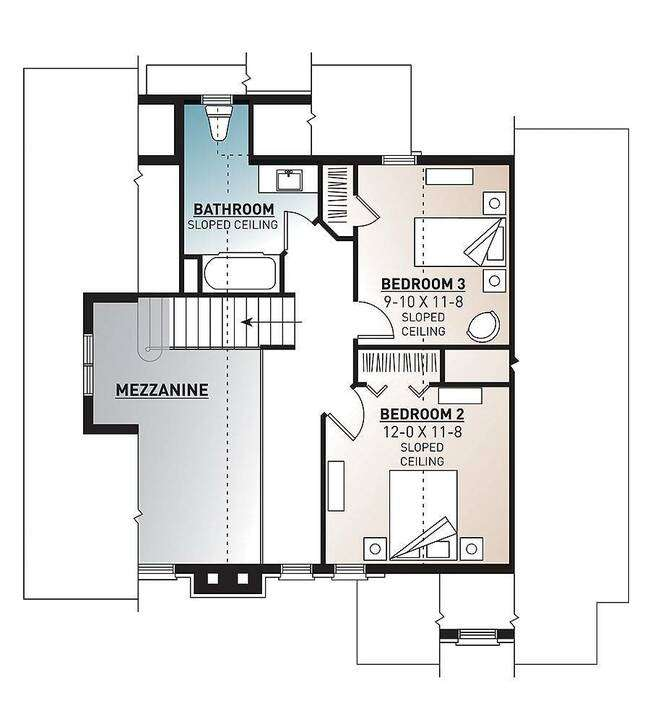 BATHROOM
SLOPED CEILING
BEDROOM 3
9-10 X 11-8
SLOPED
CEILING
MEZZANINE
BEDROOM 2
12-0 X 11-8
SLOPED
CEILING